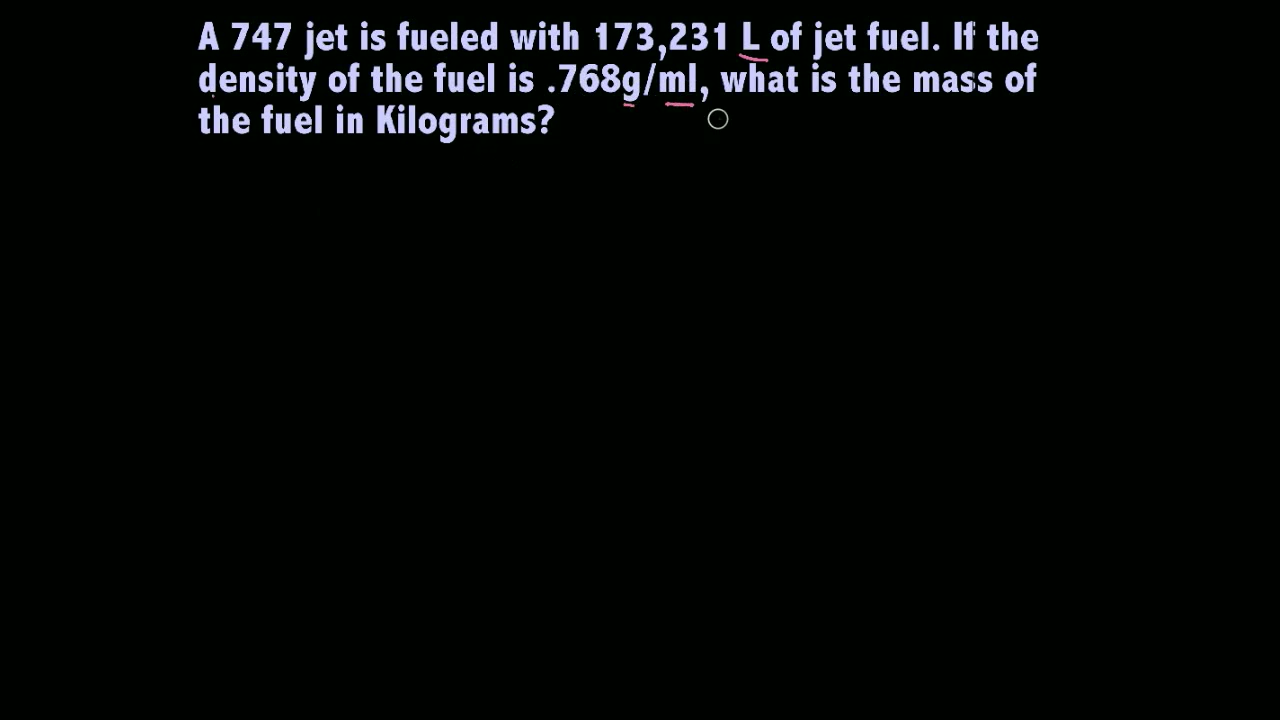 A 747 jet is fueled with 173,231 L of jet fuel. If the
density of the fuel is .768g/ml, what is the mass of
the fuel in Kilograms?